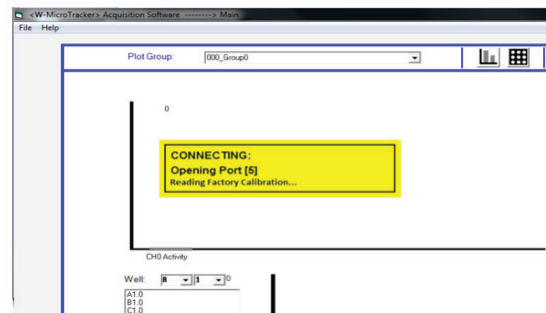 <W-MicroTracker> Acquisition Software --------> Main
File Help
Plot Group: 000_Group0
0
CONNECTING:
Opening Port [5]
Reading Factory Calibration...
CH0 Activity
Well: A 1 0
A1.0
B1.0
C1.0